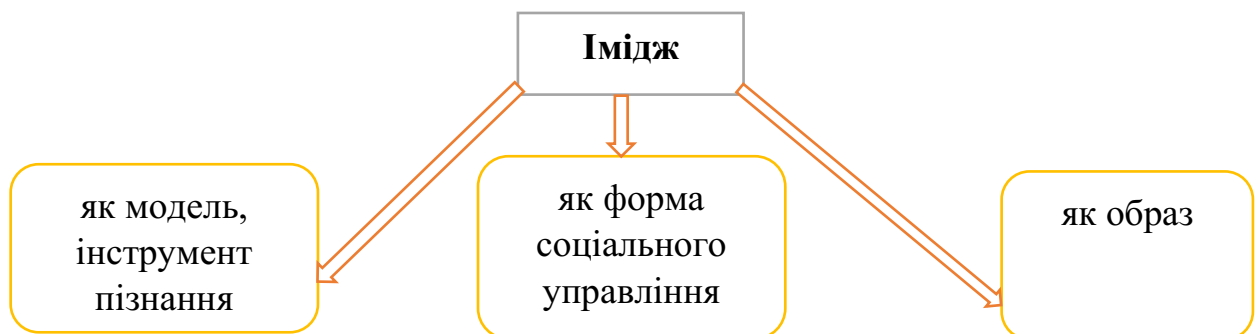 Імідж
як модель,
інструмент
пізнання
як форма
соціального
управління
як образ